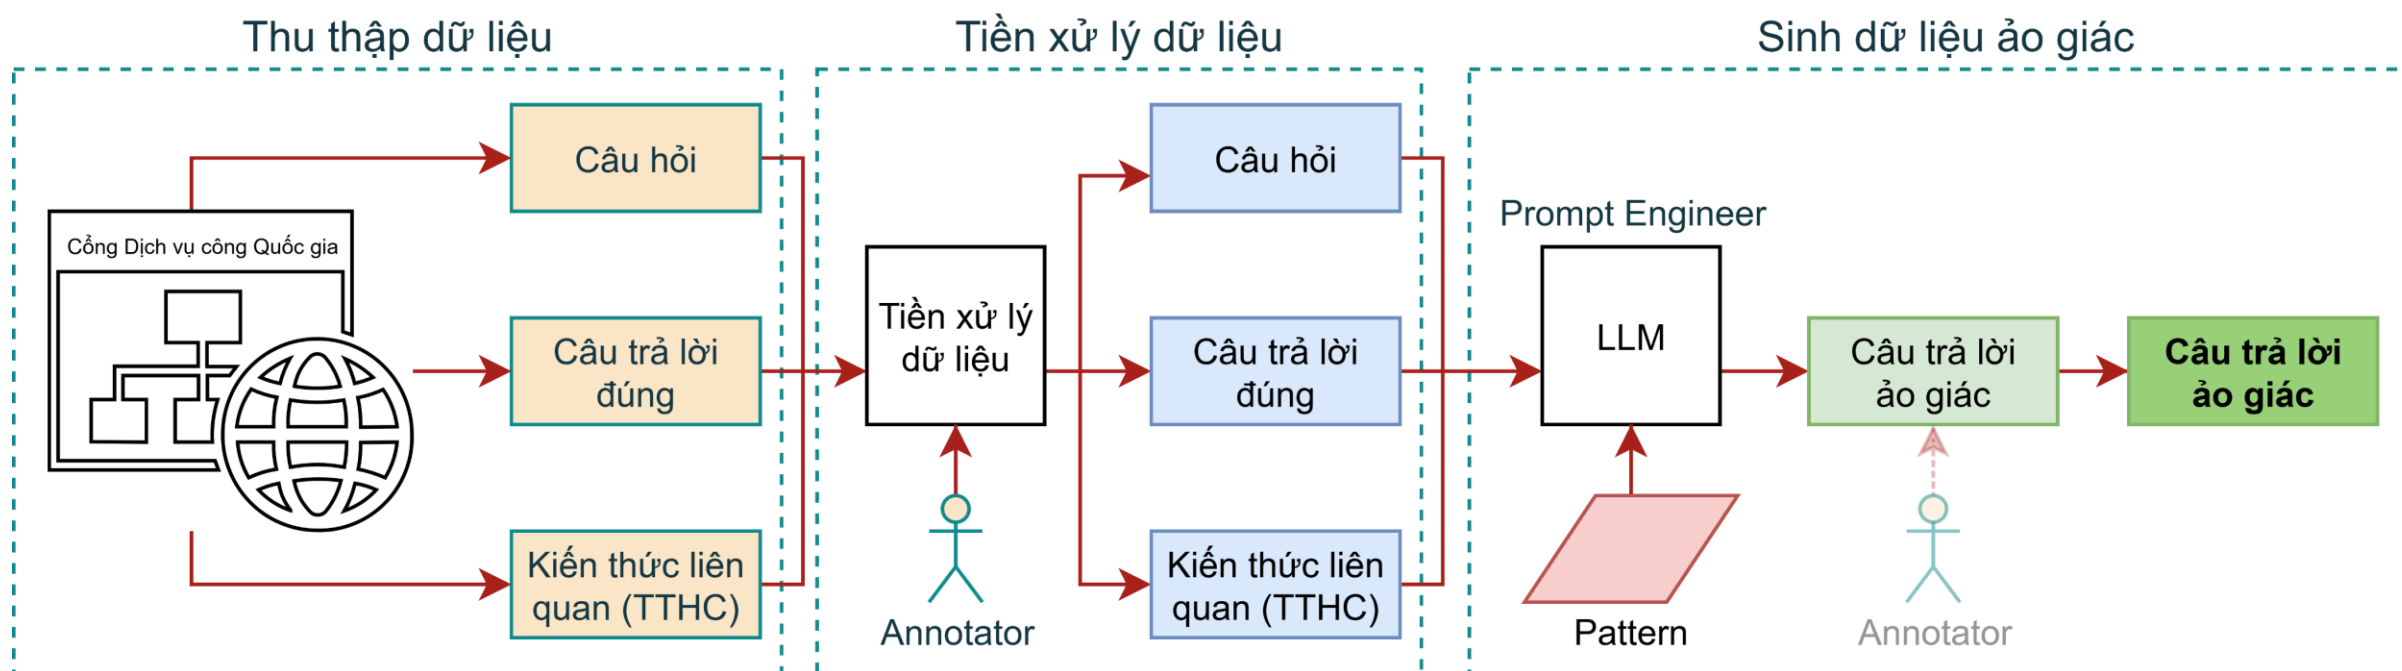 Thu thập dữ liệu
Cổng Dịch vụ công Quốc gia
Câu hỏi
Câu trả lời
đúng
Kiến thức liên
quan (TTHC)
Tiền xử lý dữ liệu
Tiền xử lý
dữ liệu
Annotator
Câu hỏi
Câu trả lời
đúng
Kiến thức liên
quan (TTHC)
Sinh dữ liệu ảo giác
Prompt Engineer
LLM
Pattern
Câu trả lời
ảo giác
Annotator
Câu trả lời
ảo giác